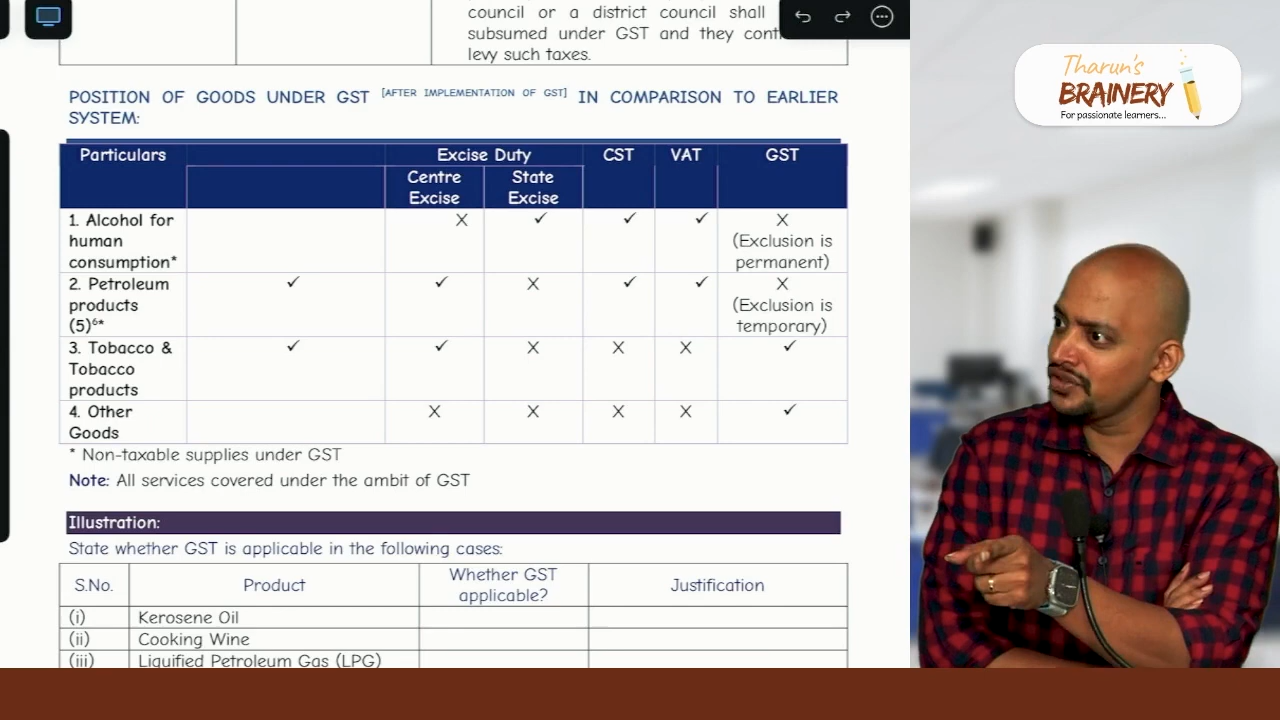 council or a district council shall
subsumed under GST and they cont
levy such taxes.
POSITION OF GOODS UNDER GST [AFTER IMPLEMENTATION OF GST] IN COMPARISON TO EARLIER
SYSTEM:
Particulars Excise Duty CST VAT GST
Centre Excise State Excise
1. Alcohol for human consumption* X ✓ ✓ ✓ X (Exclusion is permanent)
2. Petroleum products (5)⁶* ✓ ✓ X ✓ ✓ X (Exclusion is temporary)
3. Tobacco & Tobacco products ✓ ✓ X X X ✓
4. Other Goods X X X X ✓
* Non-taxable supplies under GST
Note: All services covered under the ambit of GST
Illustration:
State whether GST is applicable in the following cases:
S.No. Product Whether GST applicable? Justification
(i) Kerosene Oil
(ii) Cooking Wine
(iii) Liquified Petroleum Gas (LPG)
Tharun's
BRAINERY
For passionate learners...